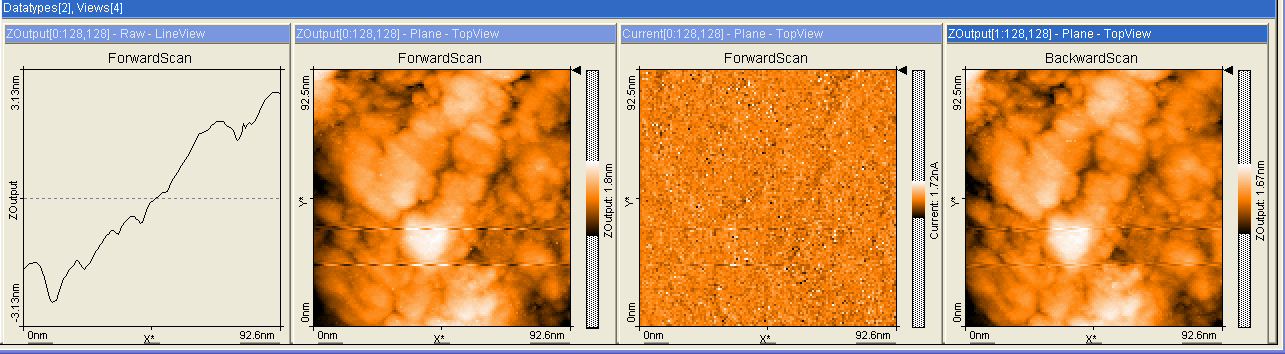 Datatypes[2], Views[4]
ZOutput[0:128,128] - Raw - LineView
ForwardScan
3.13nm
ZOutput
-3.13nm
0nm
X*
92.6nm
ZOutput[0:128,128] - Plane - TopView
ForwardScan
92.5nm
Y*
0nm
0nm
X*
92.6nm
ZOutput: 1.8nm
Current[0:128,128] - Plane - TopView
ForwardScan
92.5nm
Y*
0nm
0nm
X*
92.6nm
Current: 1.72nA
ZOutput[1:128,128] - Plane - TopView
BackwardScan
92.5nm
Y*
0nm
0nm
X*
92.6nm
ZOutput: 1.67nm